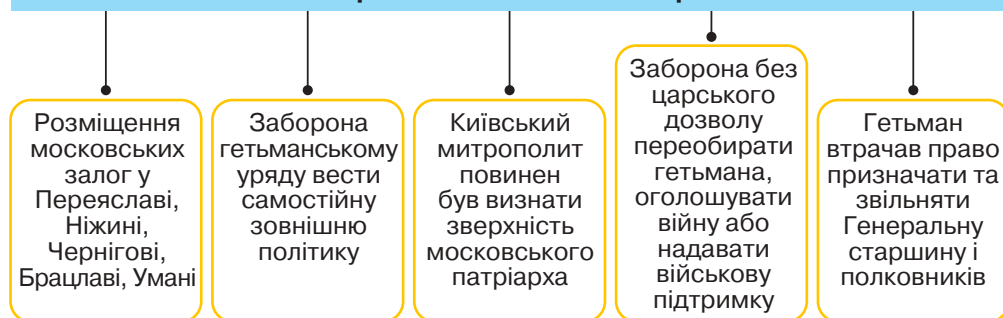 Розміщення
московських
залог у
Переяславі,
Ніжині,
Чернігові,
Брацлаві, Умані
Заборона
гетьманському
уряду вести
самостійну
зовнішню
політику
Київський
митрополит
повинен
був визнати
зверхність
московського
патріарха
Заборона без
царського
дозволу
переобирати
гетьмана,
оголошувати
війну або
надавати
військову
підтримку
Гетьман
втрачав право
призначати та
звільняти
Генеральну
старшину і
полковників